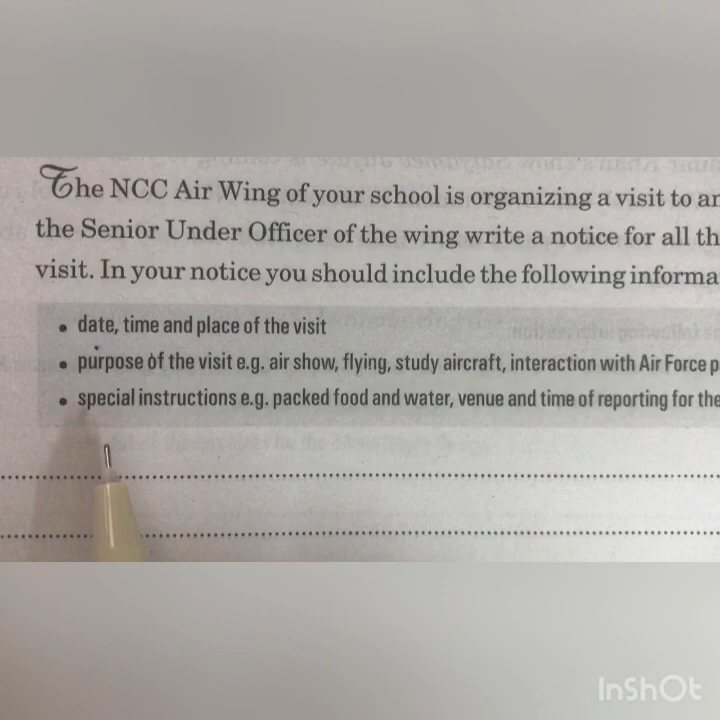 The NCC Air Wing of your school is organizing a visit to
the Senior Under Officer of the wing write a notice for all
visit. In your notice you should include the following
• date, time and place of the visit
• purpose of the visit e.g. air show, flying, study aircraft, interaction with Air Force
• special instructions e.g. packed food and water, venue and time of reporting for the
InShOt